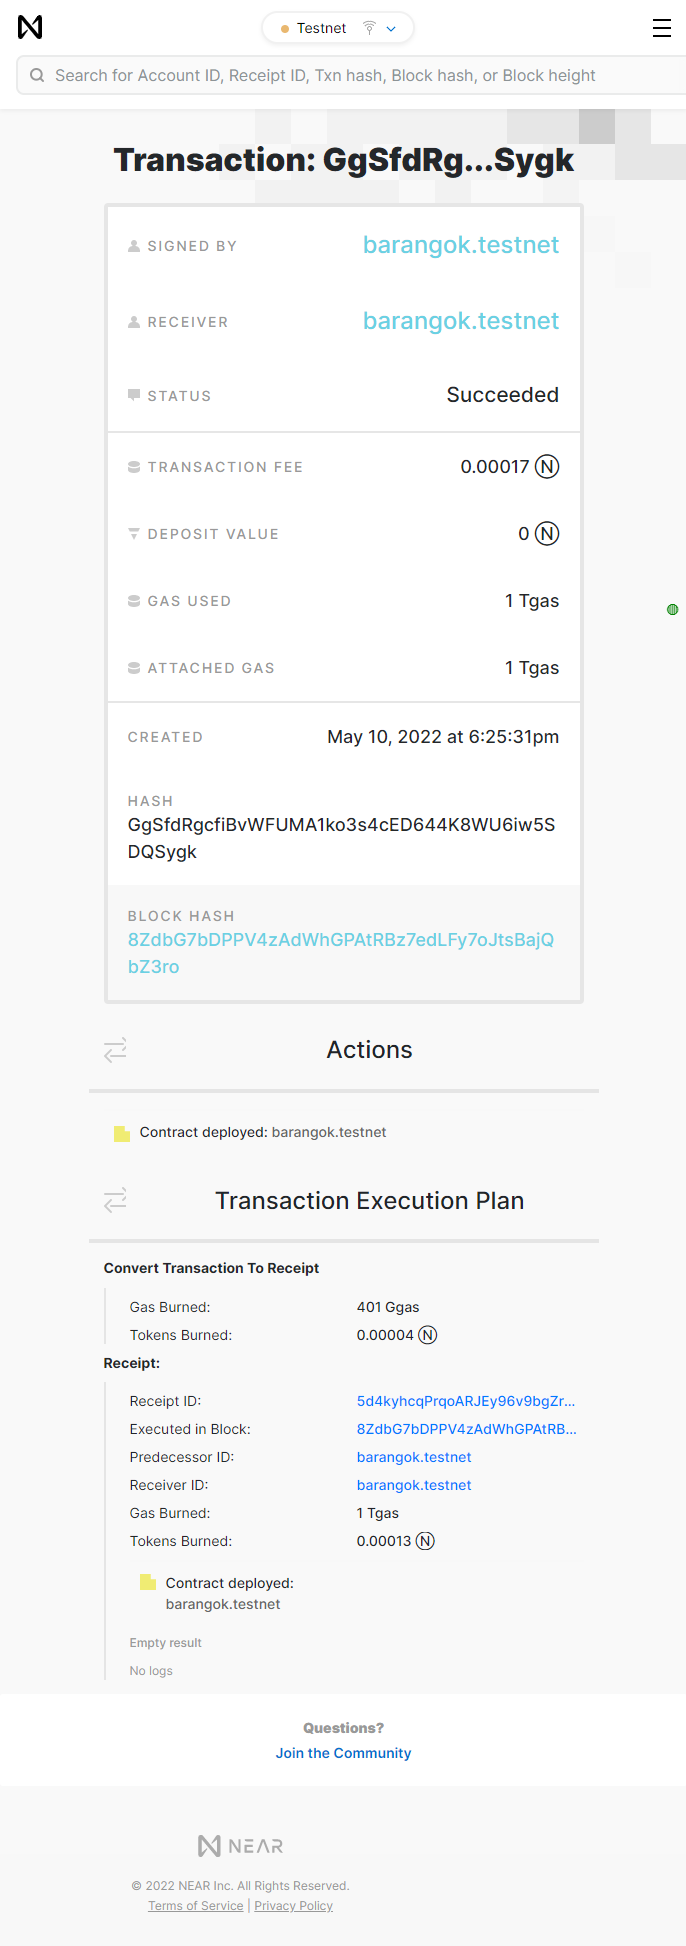 Testnet
Search for Account ID, Receipt ID, Txn hash, Block hash, or Block height
Transaction: GgSfdRg...Sygk
SIGNED BY barangok.testnet
RECEIVER barangok.testnet
STATUS Succeeded
TRANSACTION FEE 0.00017 Ⓝ
DEPOSIT VALUE 0 Ⓝ
GAS USED 1 Tgas
ATTACHED GAS 1 Tgas
CREATED May 10, 2022 at 6:25:31pm
HASH
GgSfdRgcfiBvWFUMA1ko3s4cED644K8WU6iw5S
DQSygk
BLOCK HASH
8ZdbG7bDPPV4zAdWhGPAtRBz7edLFy7oJtsBajQ
bZ3ro
Actions
Contract deployed: barangok.testnet
Transaction Execution Plan
Convert Transaction To Receipt
Gas Burned: 401 Ggas
Tokens Burned: 0.00004 Ⓝ
Receipt:
Receipt ID: 5d4kyhcqPrqoARJEy96v9bgZr...
Executed in Block: 8ZdbG7bDPPV4zAdWhGPAtRB...
Predecessor ID: barangok.testnet
Receiver ID: barangok.testnet
Gas Burned: 1 Tgas
Tokens Burned: 0.00013 Ⓝ
Contract deployed:
barangok.testnet
Empty result
No logs
Questions?
Join the Community
NEAR
© 2022 NEAR Inc. All Rights Reserved.
Terms of Service | Privacy Policy